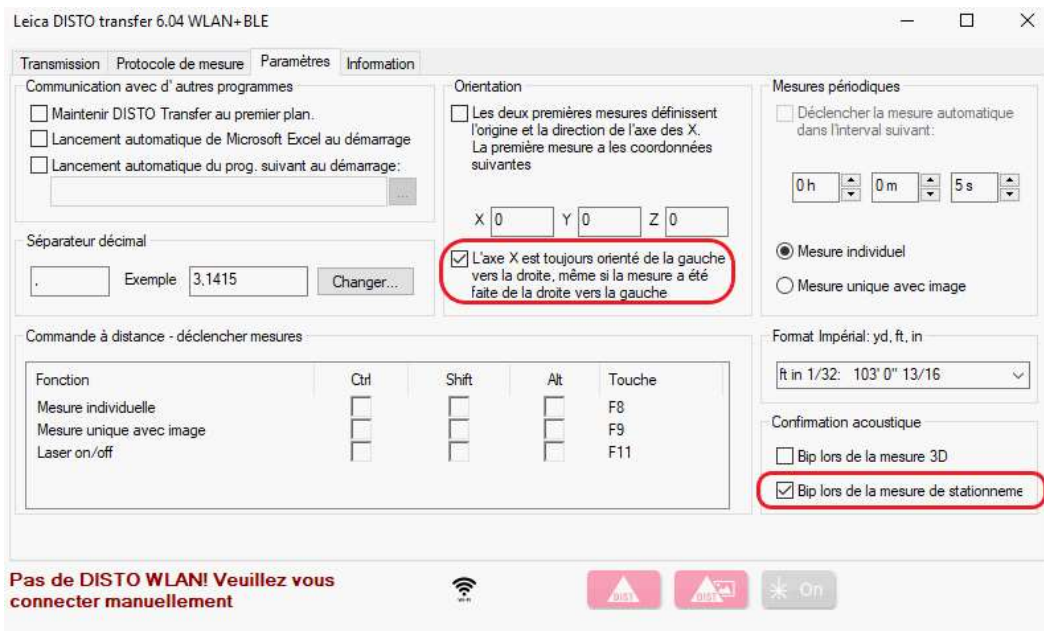 Leica DISTO transfer 6.04 WLAN+BLE
Transmission Protocole de mesure Paramètres Information
Communication avec d' autres programmes
Maintenir DISTO Transfer au premier plan.
Lancement automatique de Microsoft Excel au démarrage
Lancement automatique du prog. suivant au démarrage:
...
Séparateur décimal
. Exemple 3,1415 Changer...
Orientation
Les deux premières mesures définissent
l'origine et la direction de l'axe des X.
La première mesure a les coordonnées
suivantes
X 0 Y 0 Z 0
L'axe X est toujours orienté de la gauche
vers la droite, même si la mesure a été
faite de la droite vers la gauche
Mesures périodiques
Déclencher la mesure automatique
dans l'interval suivant:
0 h 0 m 5 s
Mesure individuel
Mesure unique avec image
Commande à distance - déclencher mesures
Fonction Ctrl Shift Alt Touche
Mesure individuelle F8
Mesure unique avec image F9
Laser on/off F11
Format Impérial: yd, ft, in
ft in 1/32: 103' 0'' 13/16
Confirmation acoustique
Bip lors de la mesure 3D
Bip lors de la mesure de stationneme
Pas de DISTO WLAN! Veuillez vous
connecter manuellement
Wi-Fi
DIST
DIST
On